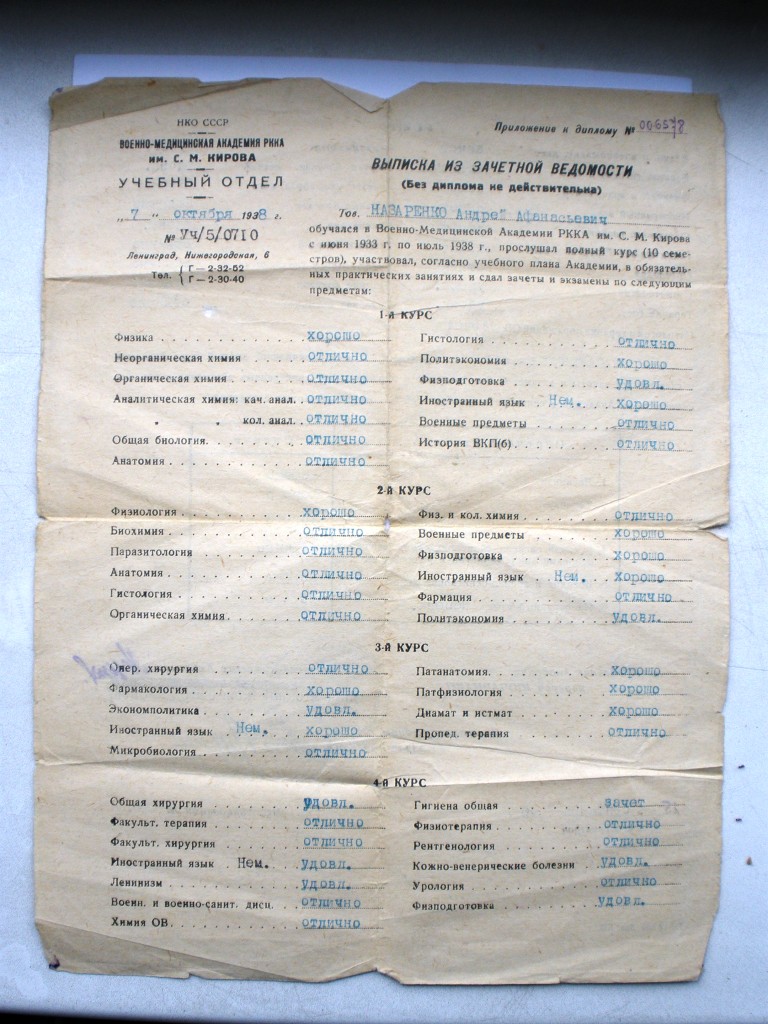 НКО СССР
ВОЕННО-МЕДИЦИНСКАЯ АКАДЕМИЯ РККА
им. С. М. КИРОВА
УЧЕБНЫЙ ОТДЕЛ
„7" октября 1938 г.
№ Уч/5/0710
Ленинград, Нижегородская, 6
Тел. { Г—2-32-52
Г—2-30-40
Приложение к диплому № 006578
ВЫПИСКА ИЗ ЗАЧЕТНОЙ ВЕДОМОСТИ
(Без диплома не действительна)
Тов. НАЗАРЕНКО Андрей Афанасьевич
обучался в Военно-Медицинской Академии РККА им. С. М. Кирова
с июня 1933 г. по июль 1938 г., прослушал полный курс (10 семе-
стров), участвовал, согласно учебного плана Академии, в обязатель-
ных практических занятиях и сдал зачеты и экзамены по следующим
предметам:
1-й КУРС
Физика . . . хорошо
Неорганическая химия . . . отлично
Органическая химия . . . отлично
Аналитическая химия: кач. анал. . отлично
" " кол. анал. . отлично
Общая биология. . . . отлично
Анатомия . . . отлично
Гистология . . . отлично
Политэкономия . . . хорошо
Физподготовка . . . удовл.
Иностранный язык . Нем. . хорошо
Военные предметы . . . отлично
История ВКП(б) . . . отлично
2-й КУРС
Физиология . . . хорошо
Биохимия . . . отлично
Паразитология . . . отлично
Анатомия . . . отлично
Гистология . . . отлично
Органическая химия. . . . отлично
Физ. и кол. химия . . . отлично
Военные предметы . . . хорошо
Физподготовка . . . хорошо
Иностранный язык . Нем. . хорошо
Фармация . . . отлично
Политэкономия . . . удовл.
3-й КУРС
Опер. хирургия . . . отлично
Фармакология . . . хорошо
Экономполитика . . . удовл.
Иностранный язык . Нем. . хорошо
Микробиология . . . отлично
Патанатомия. . . . хорошо
Патфизиология . . . хорошо
Диамат и истмат . . . хорошо
Пропед. терапия . . . отлично
4-й КУРС
Общая хирургия . . . удовл.
Факульт. терапия . . . отлично
Факульт. хирургия . . . отлично
Иностранный язык . Нем. . удовл.
Ленинизм . . . удовл.
Военн. и военно-санит. дисц. . . отлично
Химия ОВ. . . . отлично
Гигиена общая . . . зачет
Физиотерапия . . . отлично
Рентгенология . . . отлично
Кожно-венерические болезни . удовл.
Урология . . . отлично
Физподготовка . . . удовл.